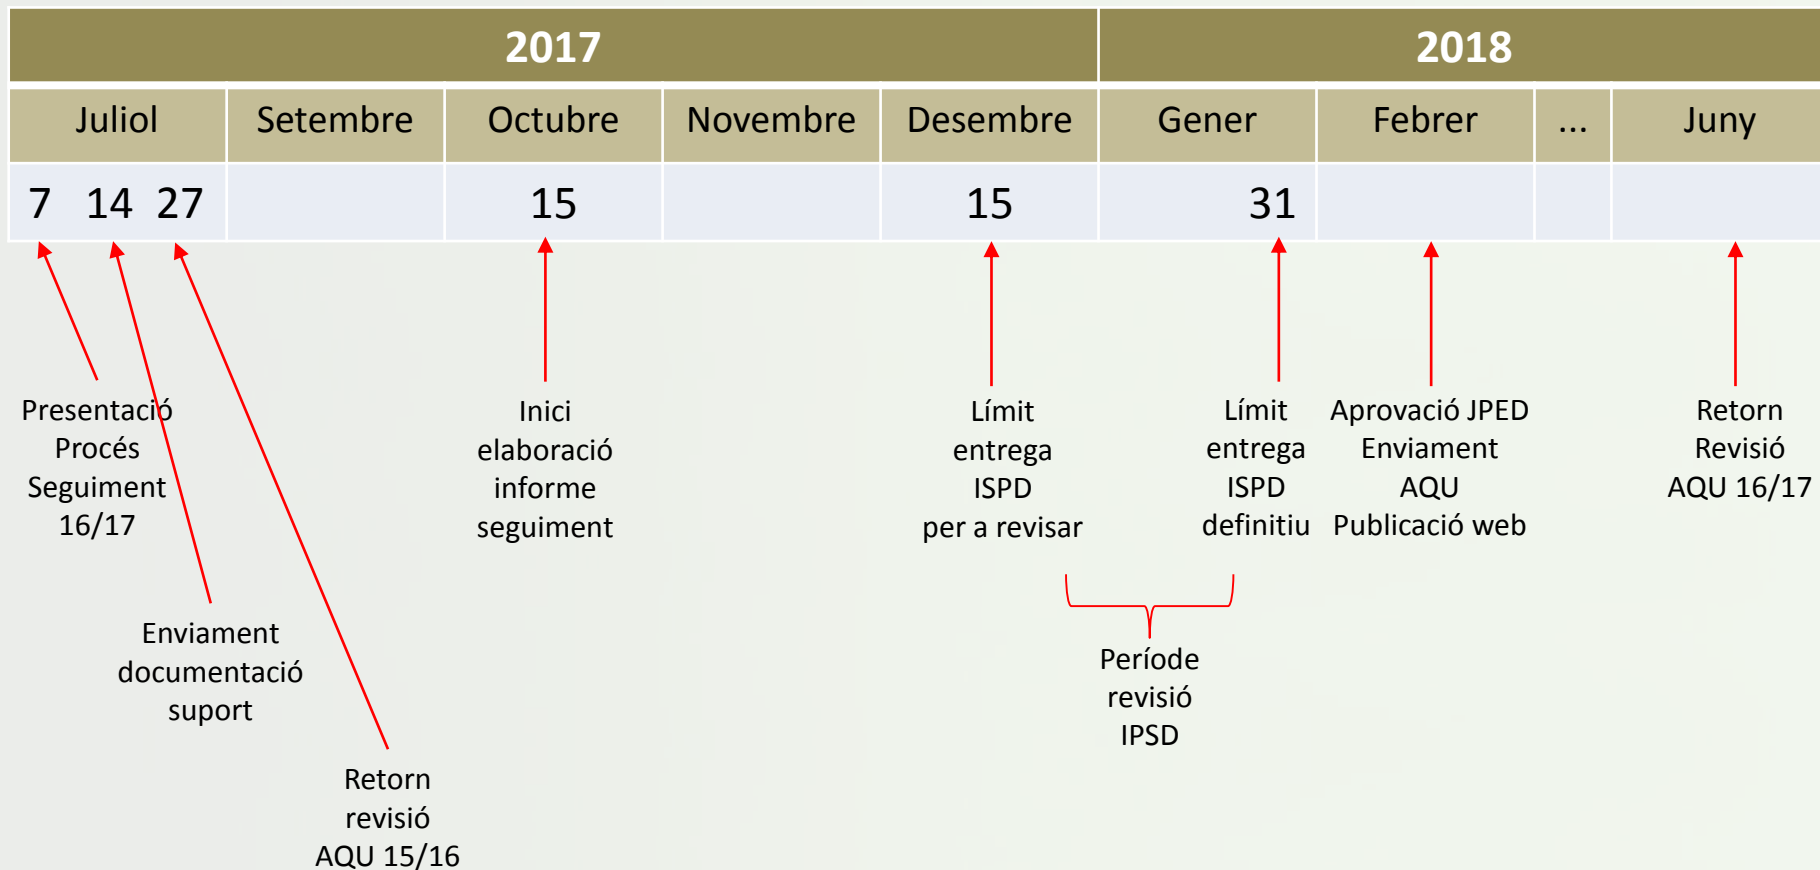 2017 2018
Juliol Setembre Octubre Novembre Desembre Gener Febrer ... Juny
7 14 27 15 15 31
Presentació
Procés
Seguiment
16/17
Enviament
documentació
suport
Retorn
revisió
AQU 15/16
Inici
elaboració
informe
seguiment
Límit
entrega
ISPD
per a revisar
Límit
entrega
ISPD
definitiu
Període
revisió
IPSD
Aprovació JPED
Enviament
AQU
Publicació web
Retorn
Revisió
AQU 16/17